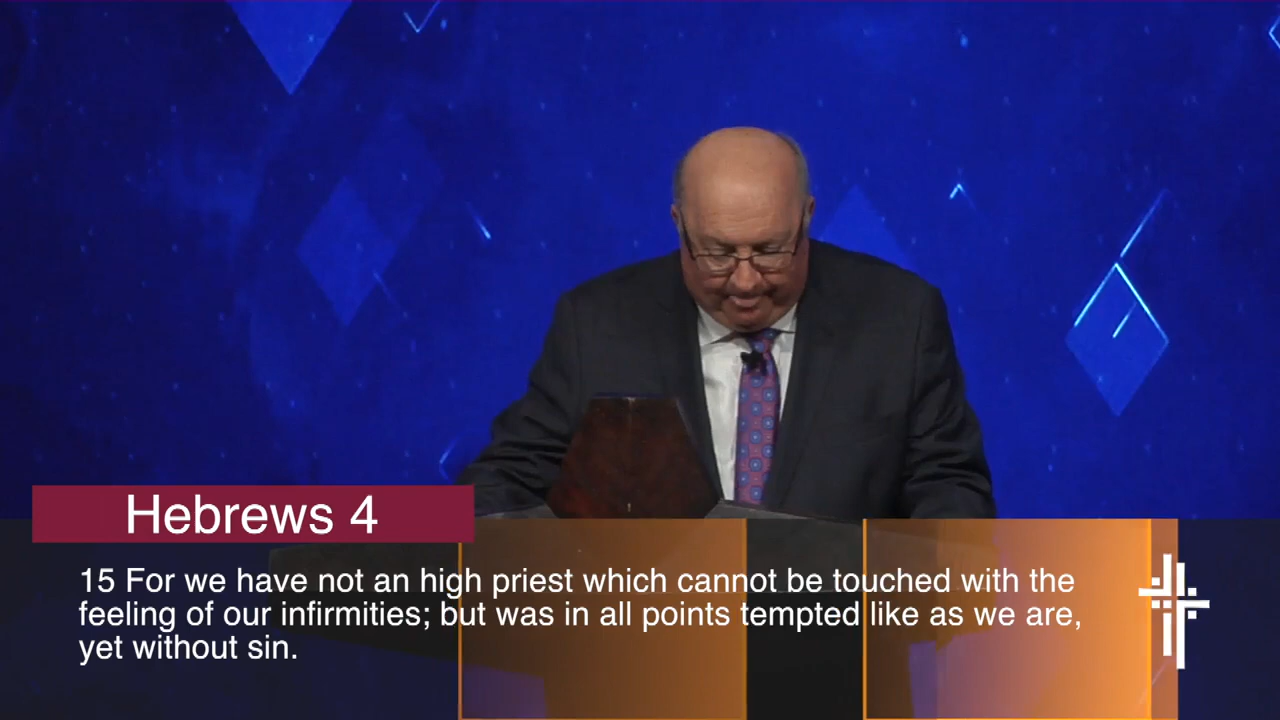 Hebrews 4
15 For we have not an high priest which cannot be touched with the
feeling of our infirmities; but was in all points tempted like as we are,
yet without sin.